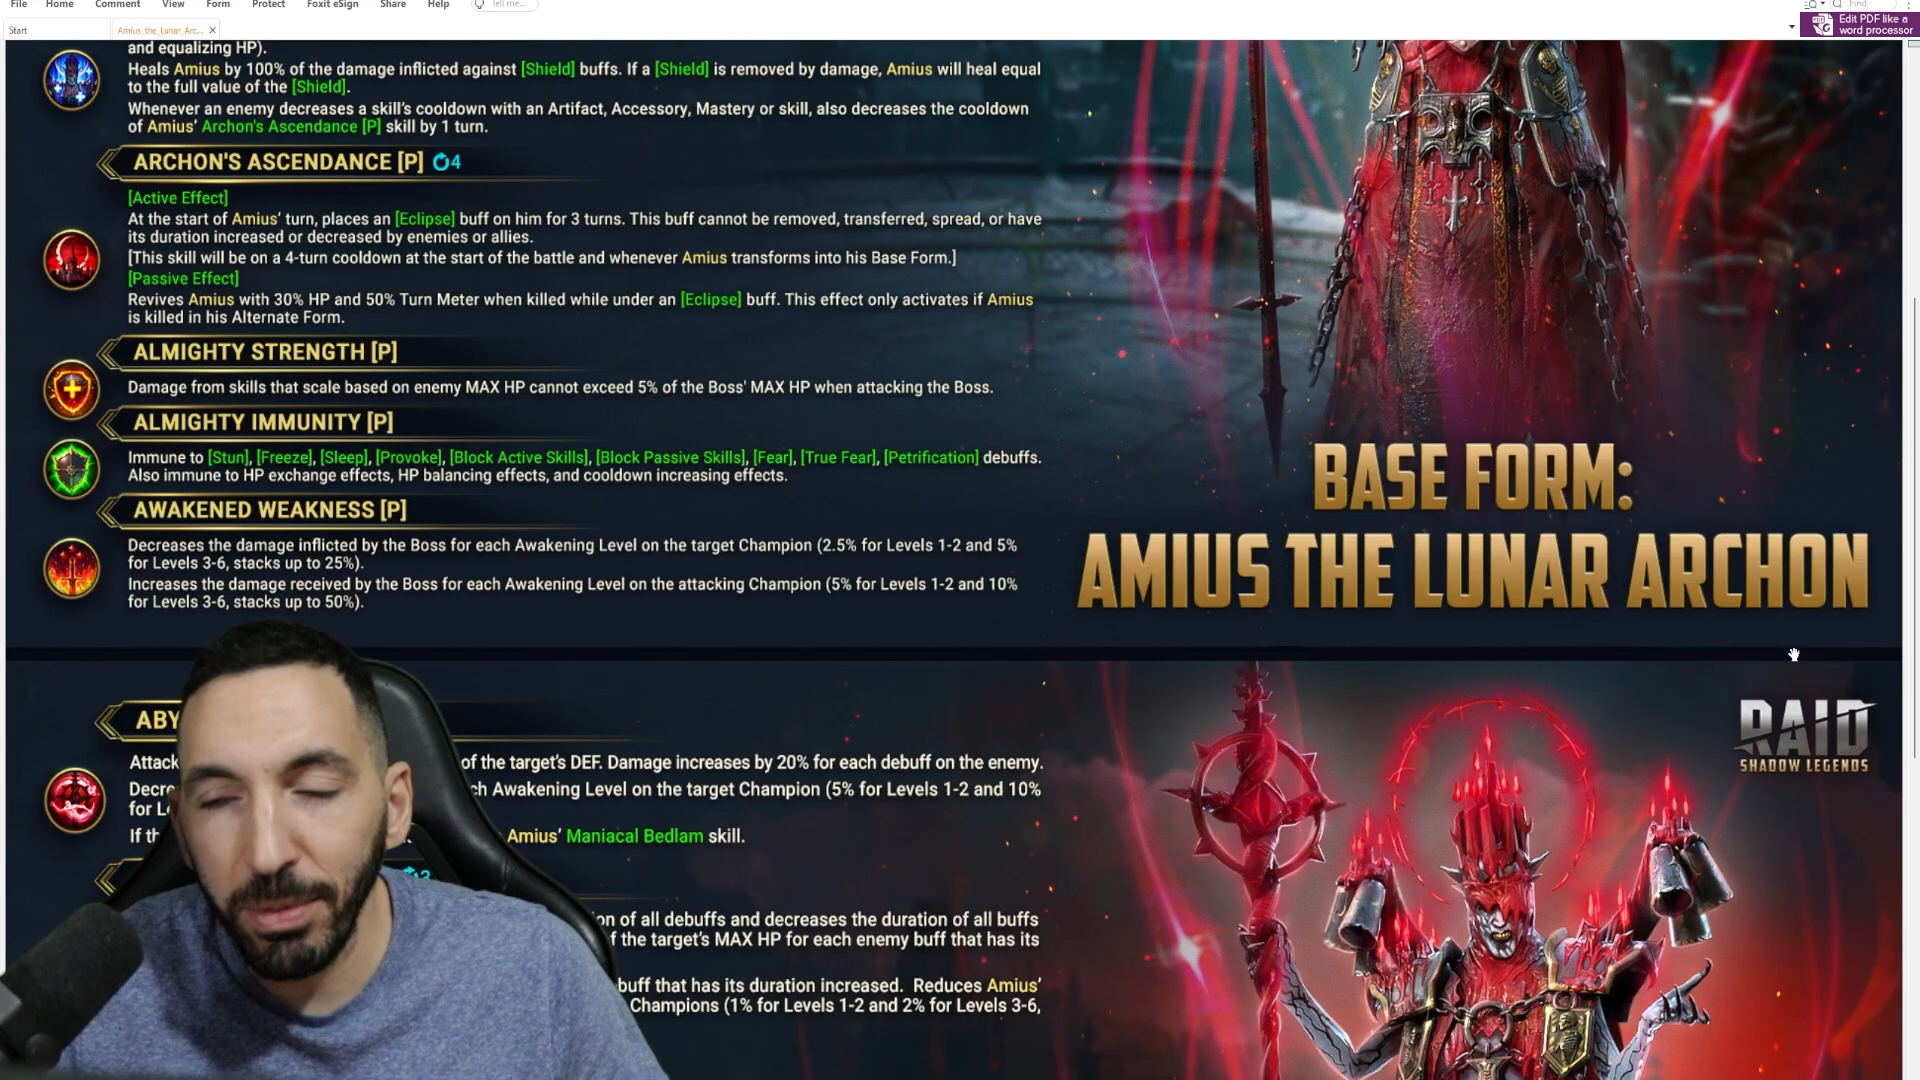 File Home Comment View Form Protect Foxit eSign Share Help Tell me... Find
Start Amius_the_Lunar_Arc... Edit PDF like a
word processor
and equalizing HP).
Heals Amius by 100% of the damage inflicted against [Shield] buffs. If a [Shield] is removed by damage, Amius will heal equal
to the full value of the [Shield].
Whenever an enemy decreases a skill's cooldown with an Artifact, Accessory, Mastery or skill, also decreases the cooldown
of Amius' Archon's Ascendance [P] skill by 1 turn.
ARCHON'S ASCENDANCE [P] 4
[Active Effect]
At the start of Amius' turn, places an [Eclipse] buff on him for 3 turns. This buff cannot be removed, transferred, spread, or have
its duration increased or decreased by enemies or allies.
[This skill will be on a 4-turn cooldown at the start of the battle and whenever Amius transforms into his Base Form.]
[Passive Effect]
Revives Amius with 30% HP and 50% Turn Meter when killed while under an [Eclipse] buff. This effect only activates if Amius
is killed in his Alternate Form.
ALMIGHTY STRENGTH [P]
Damage from skills that scale based on enemy MAX HP cannot exceed 5% of the Boss' MAX HP when attacking the Boss.
ALMIGHTY IMMUNITY [P]
Immune to [Stun], [Freeze], [Sleep], [Provoke], [Block Active Skills], [Block Passive Skills], [Fear], [True Fear], [Petrification] debuffs.
Also immune to HP exchange effects, HP balancing effects, and cooldown increasing effects.
AWAKENED WEAKNESS [P]
Decreases the damage inflicted by the Boss for each Awakening Level on the target Champion (2.5% for Levels 1-2 and 5%
for Levels 3-6, stacks up to 25%).
Increases the damage received by the Boss for each Awakening Level on the attacking Champion (5% for Levels 1-2 and 10%
for Levels 3-6, stacks up to 50%).
BASE FORM:
AMIUS THE LUNAR ARCHON
RAID
SHADOW LEGENDS
ABY
Attack of the target's DEF. Damage increases by 20% for each debuff on the enemy.
Decre ch Awakening Level on the target Champion (5% for Levels 1-2 and 10%
for Le
If th Amius' Maniacal Bedlam skill.
3
ion of all debuffs and decreases the duration of all buffs
f the target's MAX HP for each enemy buff that has its
buff that has its duration increased. Reduces Amius'
Champions (1% for Levels 1-2 and 2% for Levels 3-6,